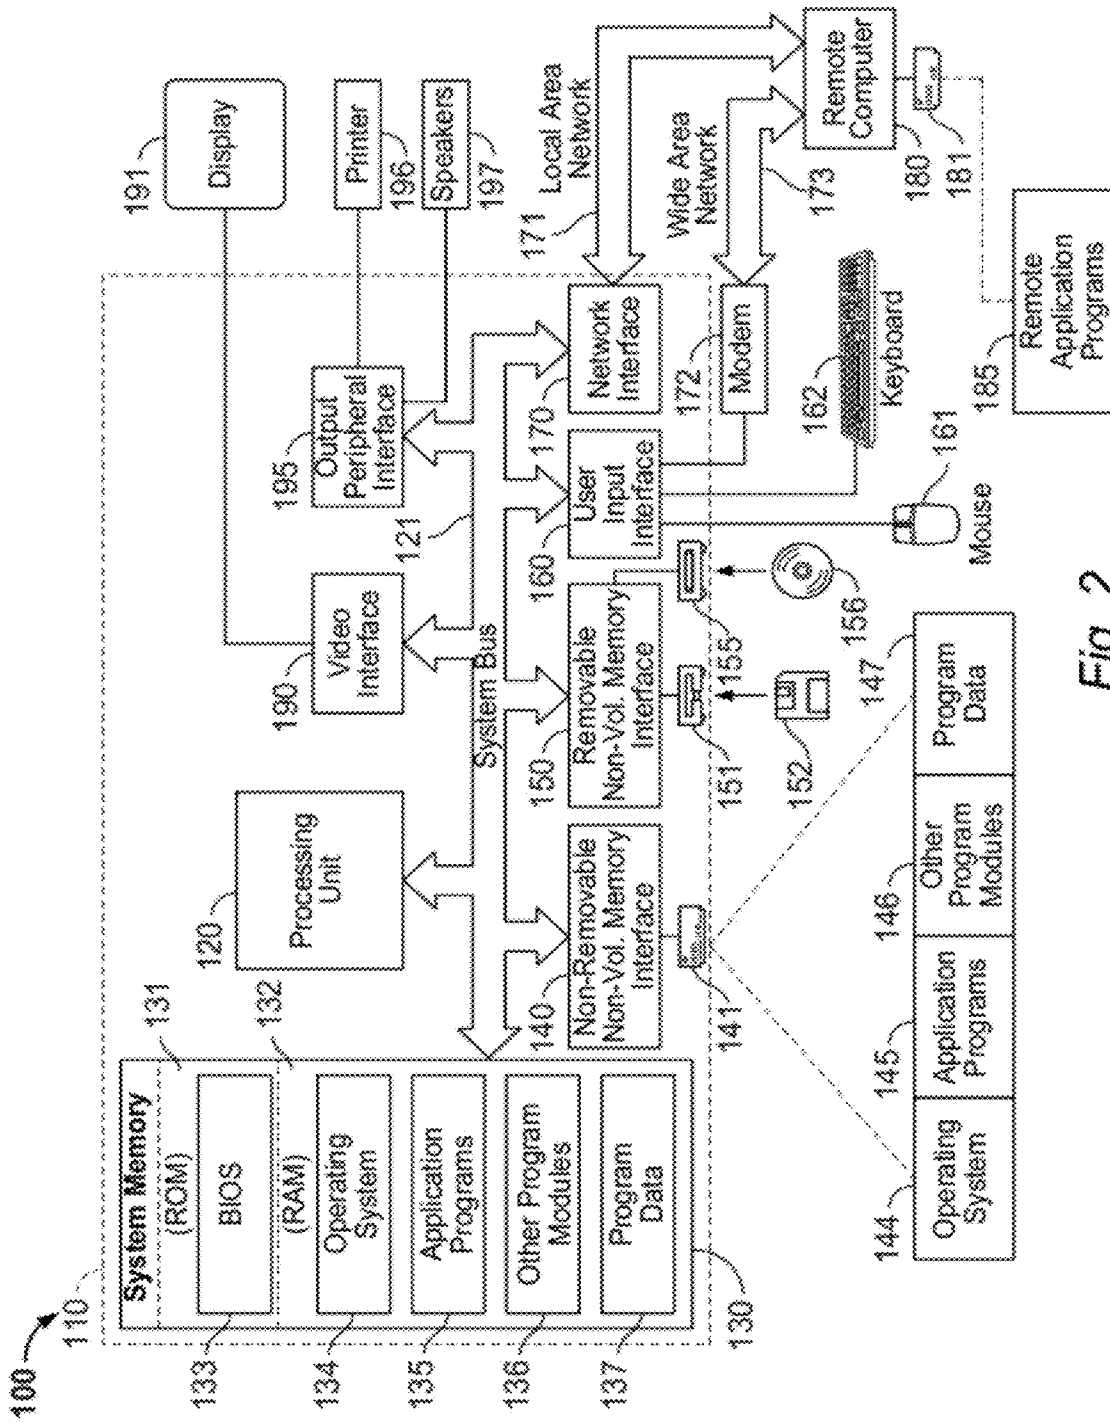 100
110
System Memory
(ROM)
131
BIOS
133
(RAM)
132
Operating
System
134
Application
Programs
135
Other Program
Modules
136
Program
Data
137
130
120
Processing
Unit
190
Video
Interface
195
Output
Peripheral
Interface
191
Display
Printer
196
Speakers
197
121
System Bus
140
Non-Removable
Non-Vol. Memory
Interface
150
Removable
Non-Vol. Memory
Interface
160
User
Input
Interface
170
Network
Interface
171
Local Area
Network
172
Modem
Wide Area
Network
173
Remote
Computer
180
181
141
151
155
152
156
Mouse
161
162
Keyboard
185
Remote
Application
Programs
144
Operating
System
145
Application
Programs
146
Other
Program
Modules
147
Program
Data
Fig. 2